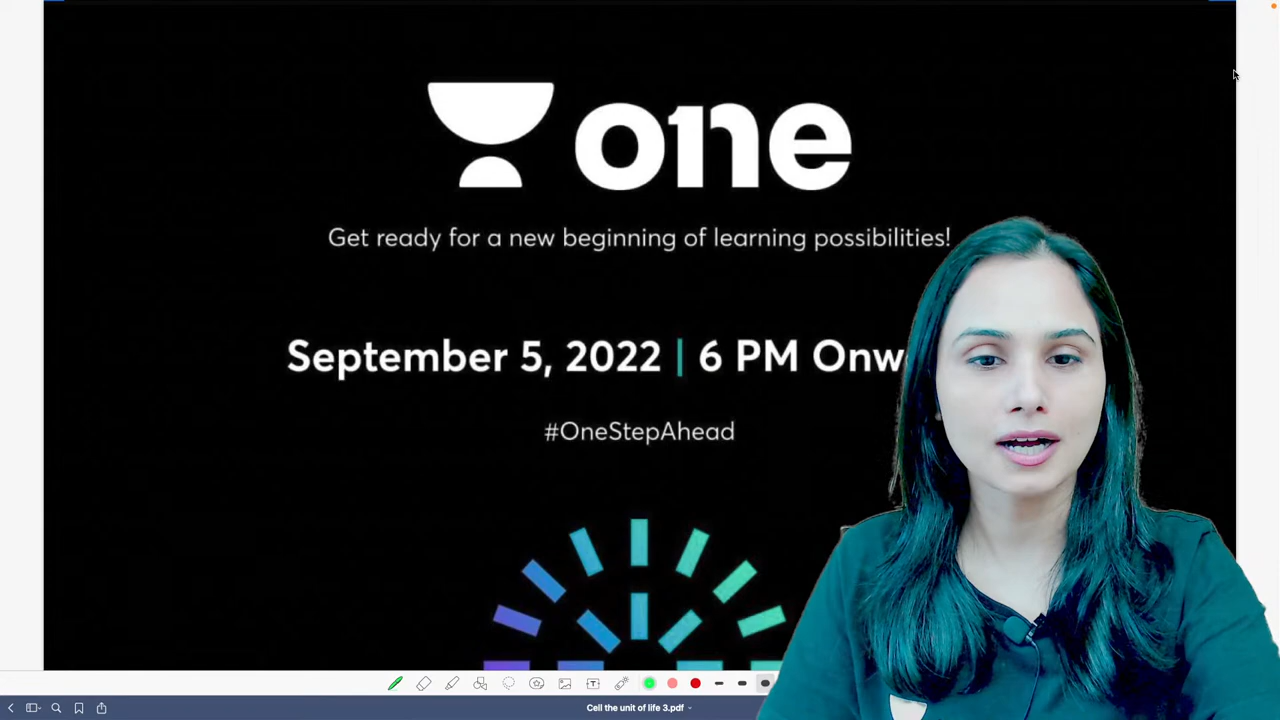 one
Get ready for a new beginning of learning possibilities!
September 5, 2022 | 6 PM
#OneStepAhead
Cell the unit of life 3.pdf